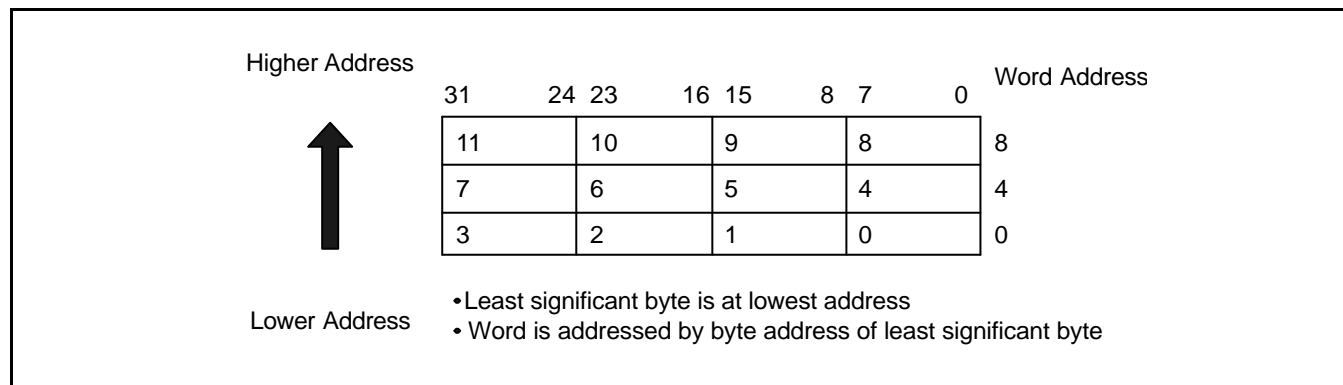 Higher Address
Word Address
31 24 23 16 15 8 7 0
11 10 9 8 8
7 6 5 4 4
3 2 1 0 0
•Least significant byte is at lowest address
Lower Address
• Word is addressed by byte address of least significant byte